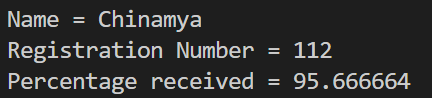 Name = Chinamya
Registration Number = 112
Percentage received = 95.666664